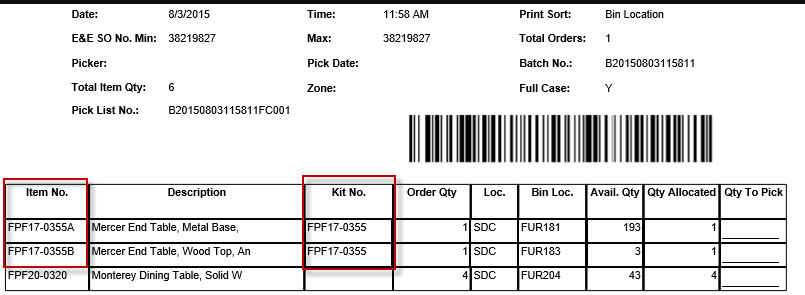 Date: 8/3/2015 Time: 11:58 AM Print Sort: Bin Location
E&E SO No. Min: 38219827 Max: 38219827 Total Orders: 1
Picker: Pick Date: Batch No.: B20150803115811
Total Item Qty: 6 Zone: Full Case: Y
Pick List No.: B20150803115811FC001
Item No. Description Kit No. Order Qty Loc. Bin Loc. Avail. Qty Qty Allocated Qty To Pick
FPF17-0355A Mercer End Table, Metal Base, FPF17-0355 1 SDC FUR181 193 1
FPF17-0355B Mercer End Table, Wood Top, An FPF17-0355 1 SDC FUR183 3 1
FPF20-0320 Monterey Dining Table, Solid W 4 SDC FUR204 43 4